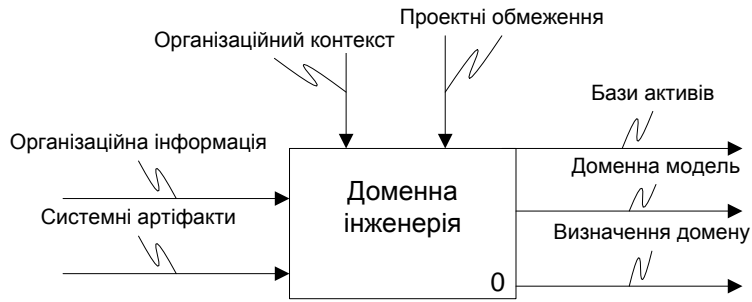 Проектні обмеження
Організаційний контекст
Бази активів
Організаційна інформація
Доменна модель
Доменна
інженерія
Системні артіфакти
Визначення домену
0